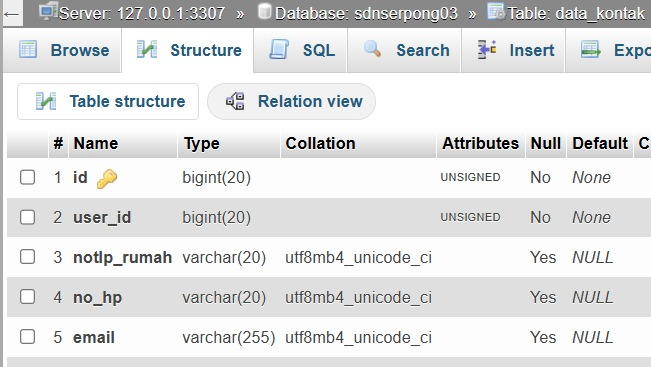 ← Server: 127.0.0.1:3307 » Database: sdnserpong03 » Table: data_kontak
Browse Structure SQL Search Insert Expo
Table structure Relation view
# Name Type Collation Attributes Null Default C
1 id bigint(20) UNSIGNED No None
2 user_id bigint(20) UNSIGNED No None
3 notlp_rumah varchar(20) utf8mb4_unicode_ci Yes NULL
4 no_hp varchar(20) utf8mb4_unicode_ci Yes NULL
5 email varchar(255) utf8mb4_unicode_ci Yes NULL